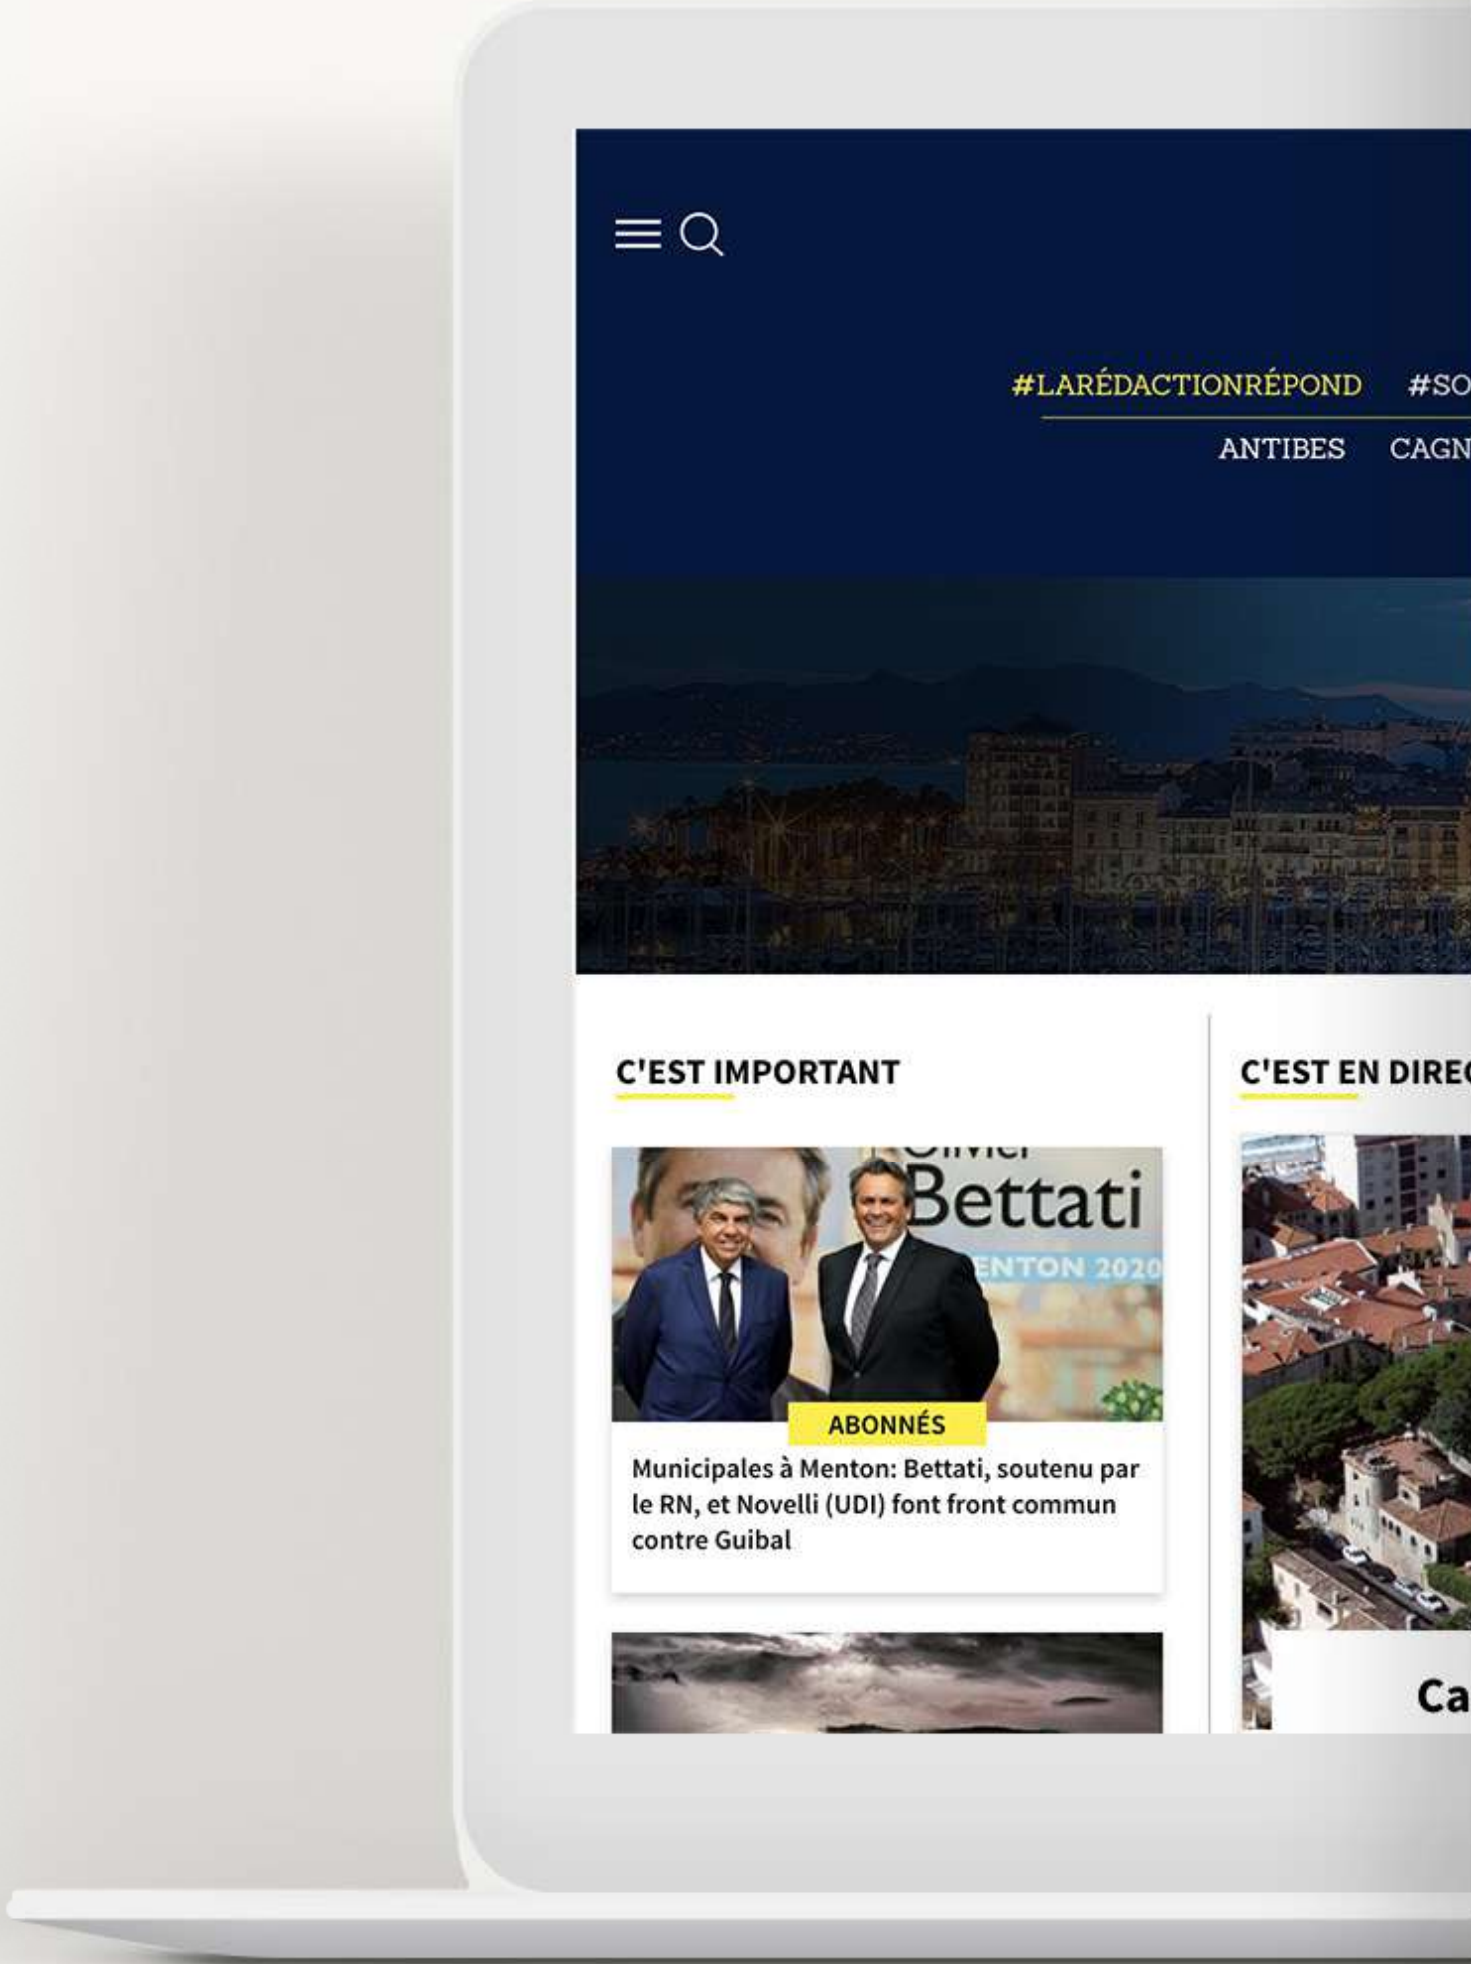 #LARÉDACTIONRÉPOND #SO
ANTIBES CAGN
C'EST IMPORTANT
C'EST EN DIREC
Olivier
Bettati
ENTON 2020
ABONNÉS
Municipales à Menton: Bettati, soutenu par
le RN, et Novelli (UDI) font front commun
contre Guibal
Ca